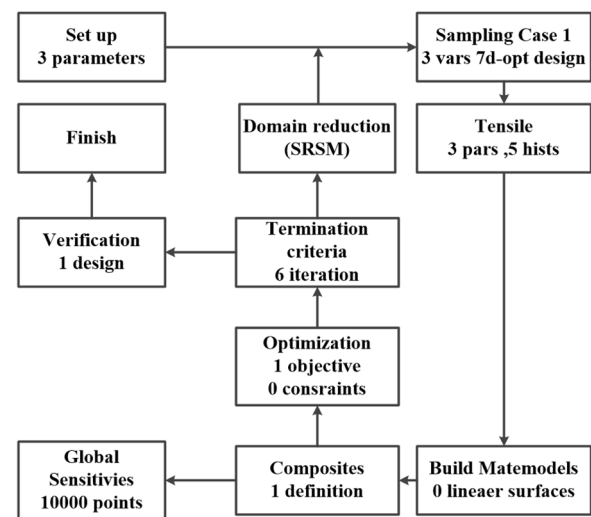 Set up
3 parameters
Sampling Case 1
3 vars 7d-opt design
Finish
Domain reduction
(SRSM)
Tensile
3 pars ,5 hists
Verification
1 design
Termination
criteria
6 iteration
Optimization
1 objective
0 consraints
Global
Sensitivies
10000 points
Composites
1 definition
Build Matemodels
0 lineaer surfaces